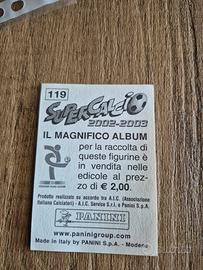 119
SUPERCALCIO
2002-2003
IL MAGNIFICO ALBUM
per la raccolta di
queste figurine è
in vendita nelle
edicole al prez-
zo di € 2,00.
Prodotto realizzato su accordo tra A.I.C. (Associazione
Italiana Calciatori) - A.I.C. Service S.r.l. e Panini S.p.A.
PANINI
www.paninigroup.com
Made in Italy by PANINI S.p.A. - Modena